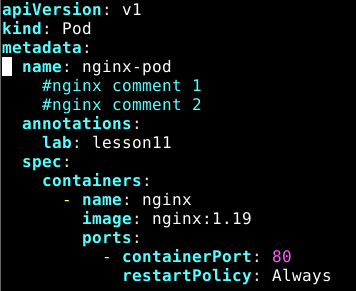 apiVersion: v1
kind: Pod
metadata:
  name: nginx-pod
    #nginx comment 1
    #nginx comment 2
  annotations:
    lab: lesson11
  spec:
    containers:
      - name: nginx
        image: nginx:1.19
        ports:
          - containerPort: 80
            restartPolicy: Always